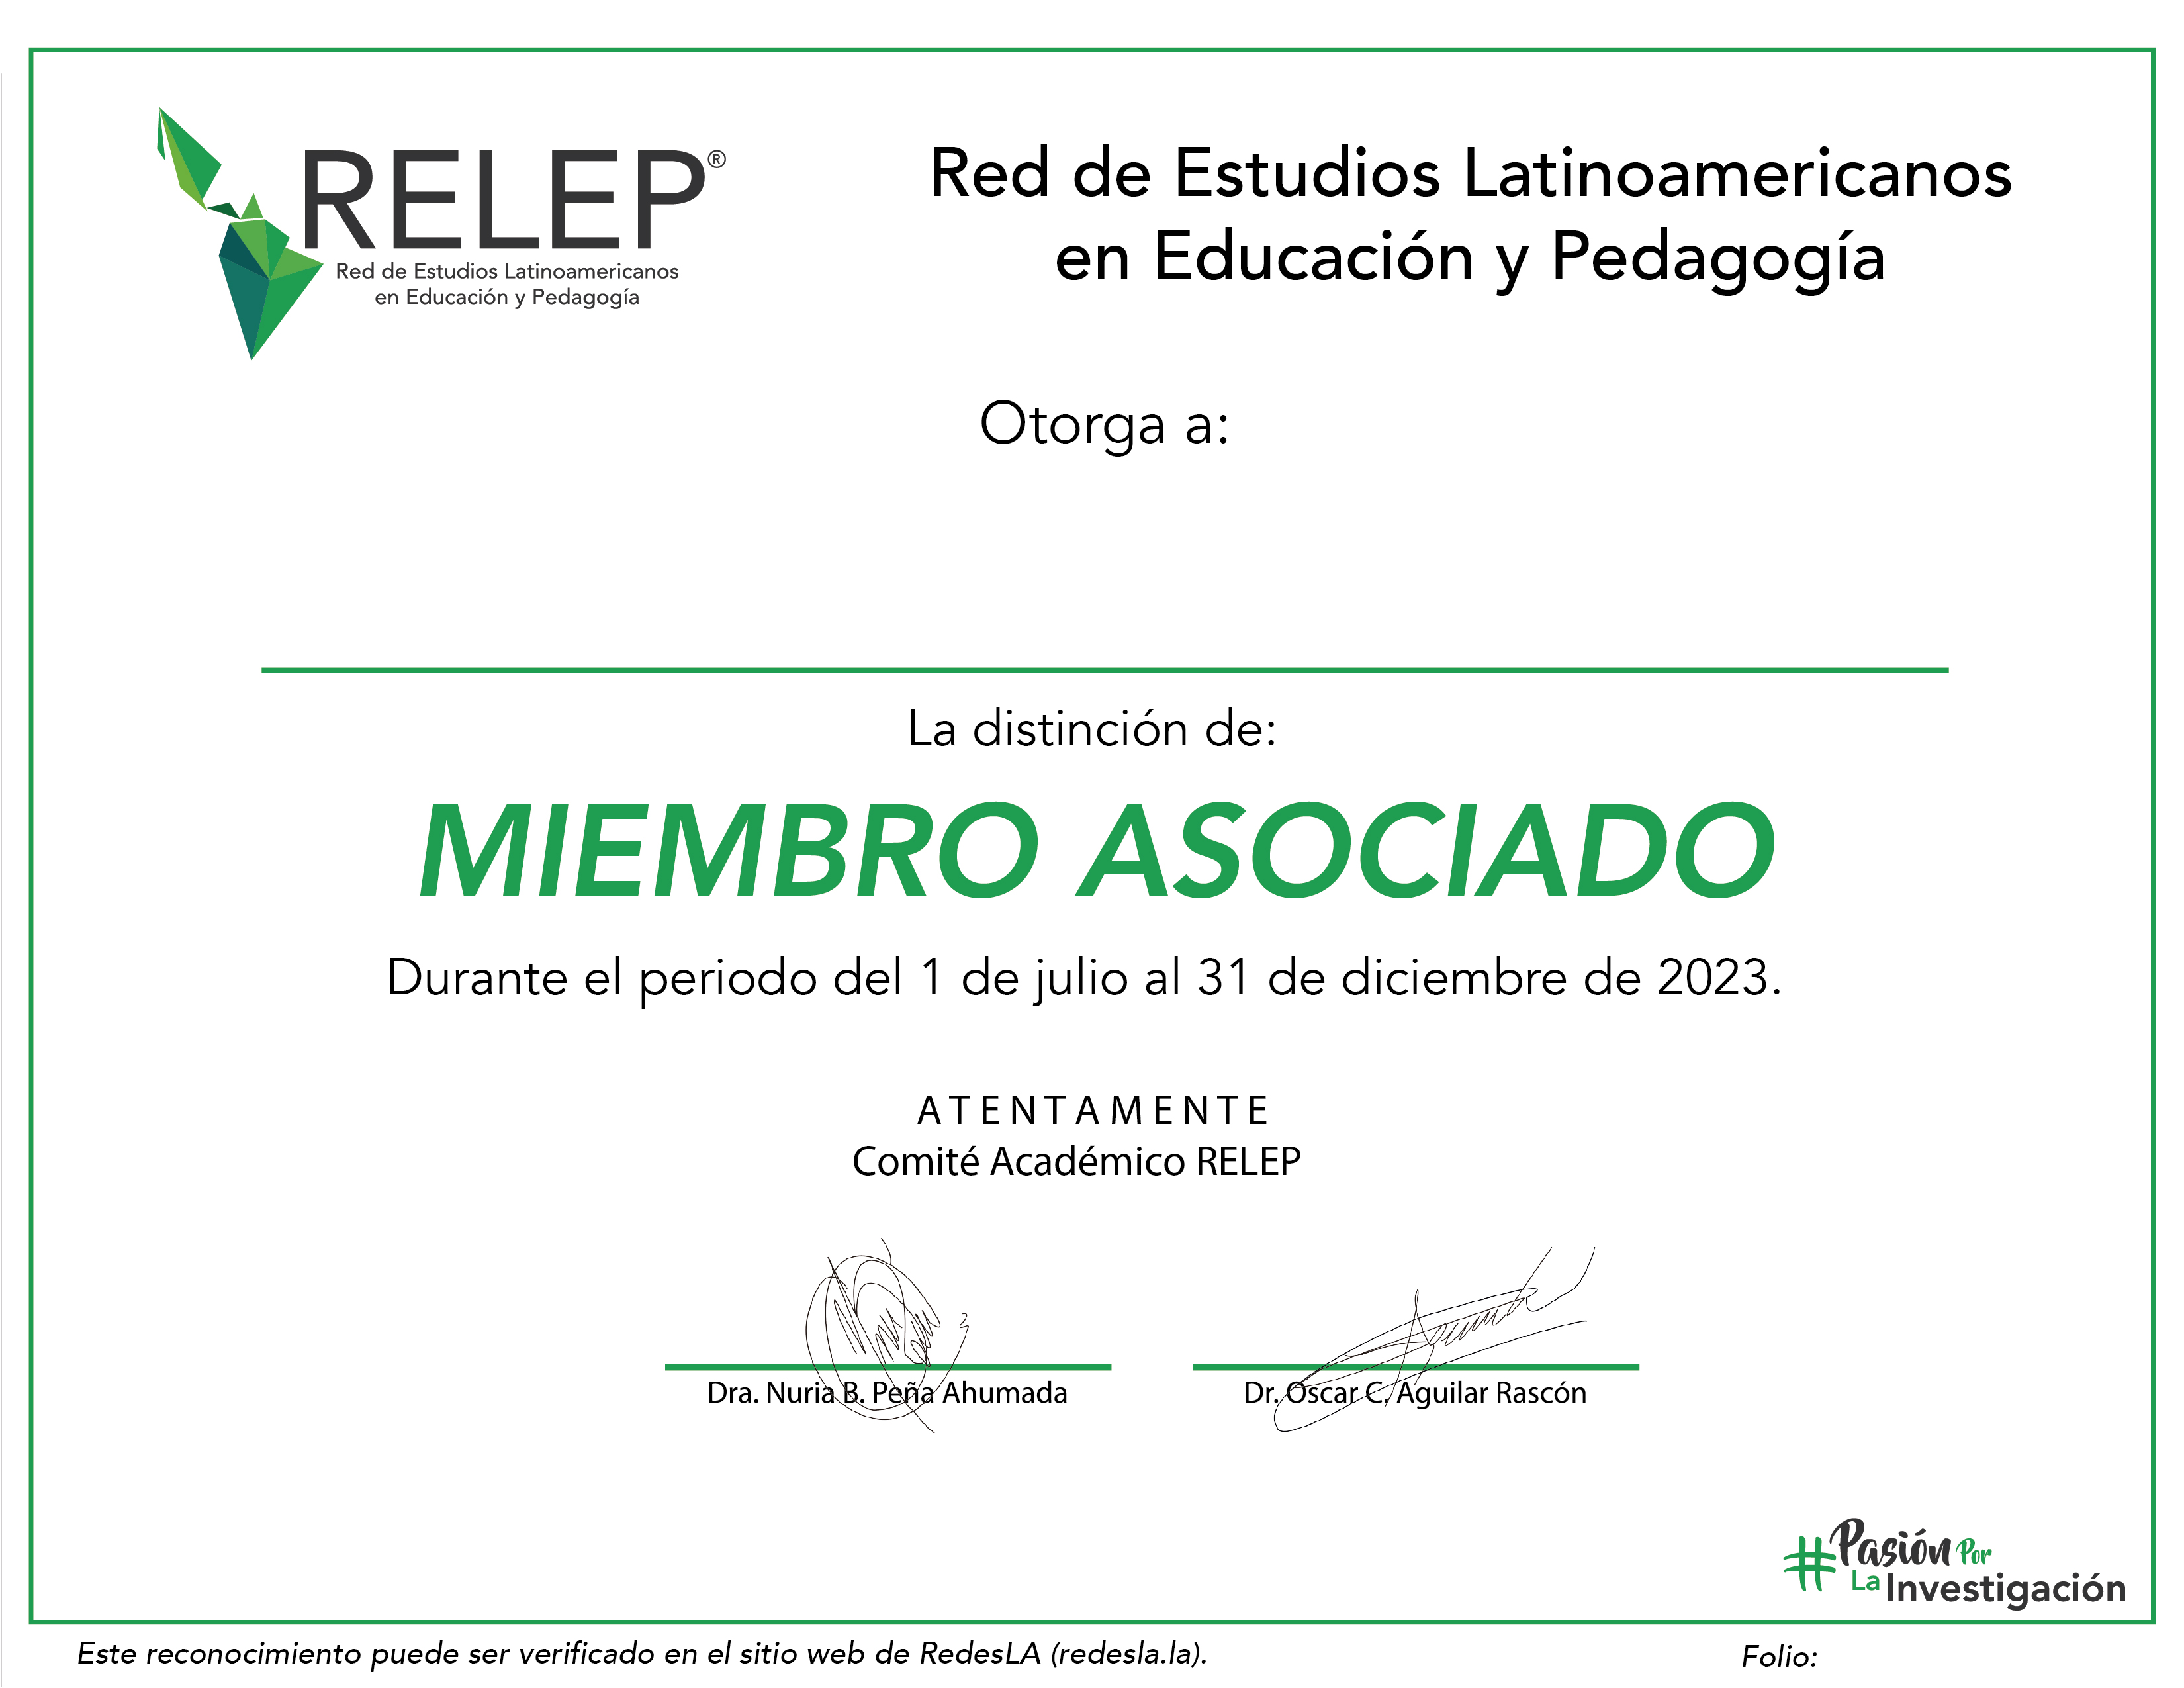 RELEP®
Red de Estudios Latinoamericanos
en Educación y Pedagogía
Red de Estudios Latinoamericanos
en Educación y Pedagogía
Otorga a:
La distinción de:
MIEMBRO ASOCIADO
Durante el periodo del 1 de julio al 31 de diciembre de 2023.
ATENTAMENTE
Comité Académico RELEP
Dra. Nuria B. Peña Ahumada
Dr. Oscar C. Aguilar Rascón
#Pasión Por
La Investigación
Este reconocimiento puede ser verificado en el sitio web de RedesLA (redesla.la).
Folio: